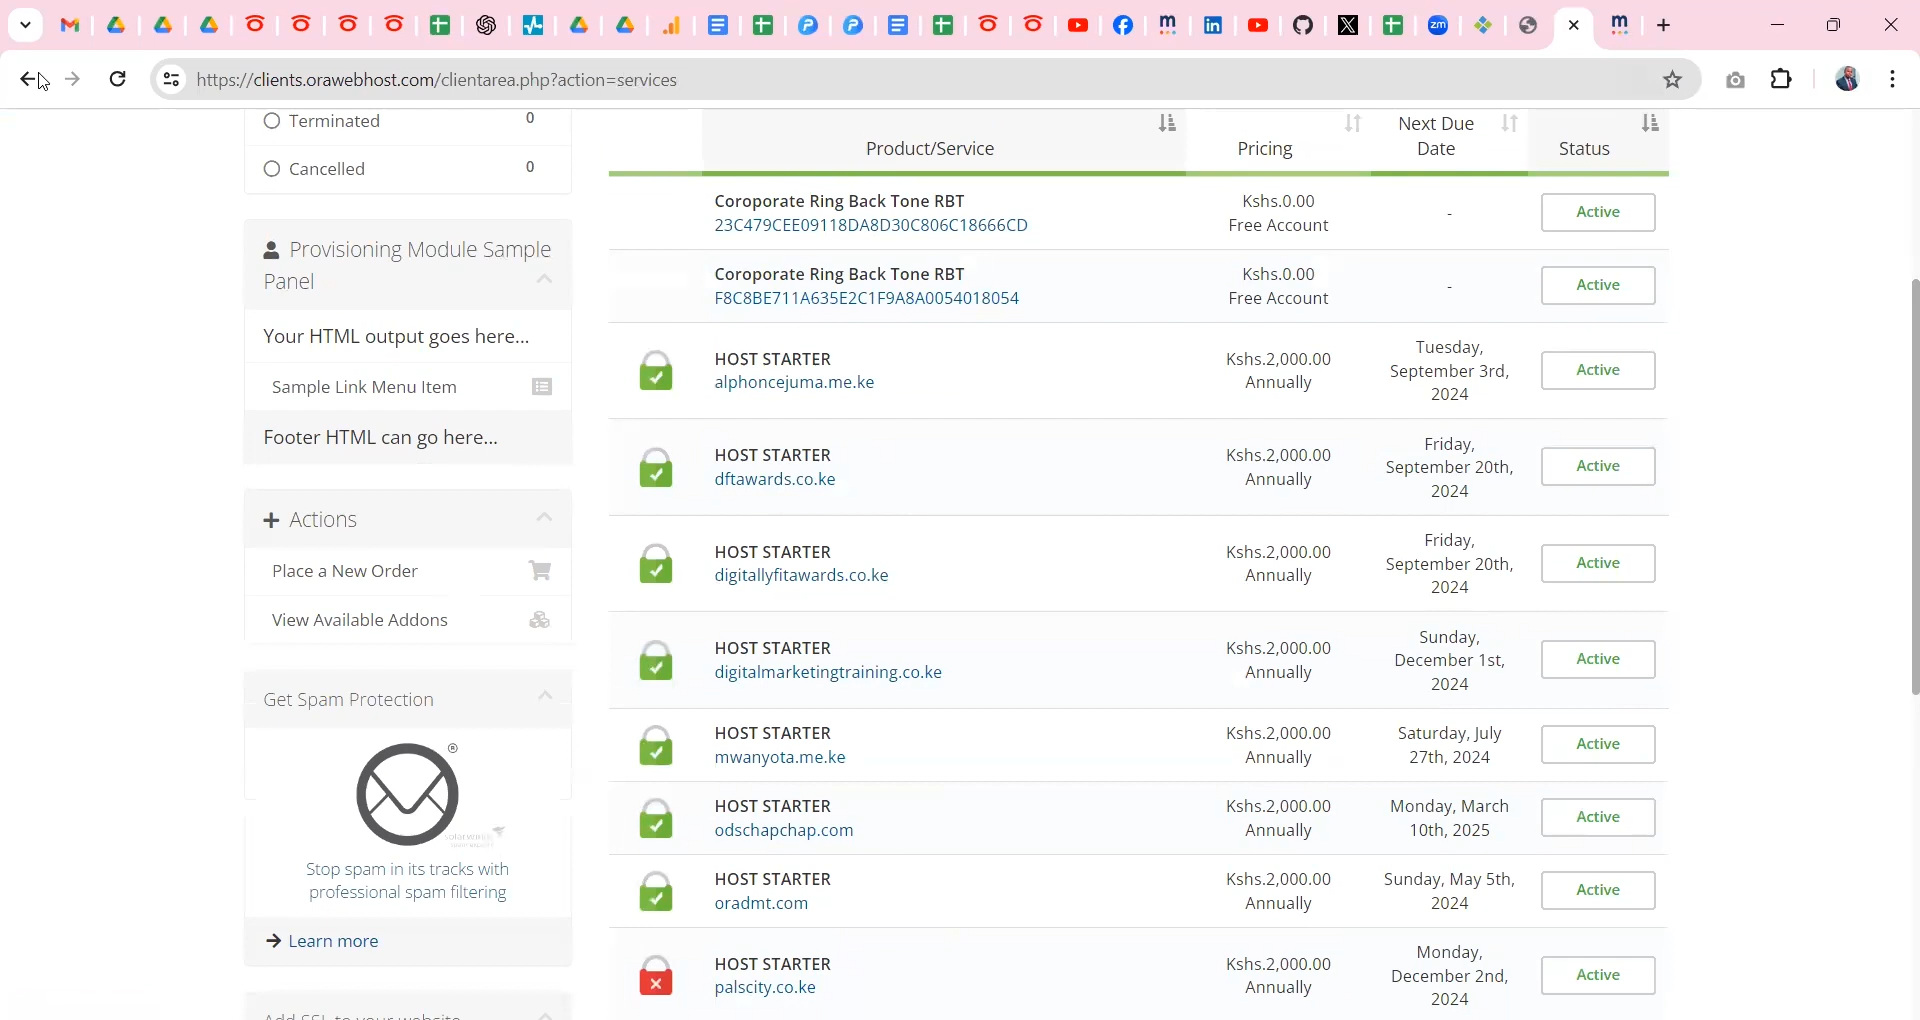 https://clients.orawebhost.com/clientarea.php?action=services
zm
Terminated 0
Cancelled 0
Provisioning Module Sample
Panel
Your HTML output goes here...
Sample Link Menu Item
Footer HTML can go here...
Actions
Place a New Order
View Available Addons
Get Spam Protection
®
Stop spam in its tracks with
professional spam filtering
Learn more
Add SSL to your website
Product/Service
Pricing
Next Due
Date
Status
Coroporate Ring Back Tone RBT
23C479CEE09118DA8D30C806C18666CD
Kshs.0.00
Free Account
-
Active
Coroporate Ring Back Tone RBT
F8C8BE711A635E2C1F9A8A0054018054
Kshs.0.00
Free Account
-
Active
HOST STARTER
alphoncejuma.me.ke
Kshs.2,000.00
Annually
Tuesday,
September 3rd,
2024
Active
HOST STARTER
dftawards.co.ke
Kshs.2,000.00
Annually
Friday,
September 20th,
2024
Active
HOST STARTER
digitallyfitawards.co.ke
Kshs.2,000.00
Annually
Friday,
September 20th,
2024
Active
HOST STARTER
digitalmarketingtraining.co.ke
Kshs.2,000.00
Annually
Sunday,
December 1st,
2024
Active
HOST STARTER
mwanyota.me.ke
Kshs.2,000.00
Annually
Saturday, July
27th, 2024
Active
HOST STARTER
odschapchap.com
Kshs.2,000.00
Annually
Monday, March
10th, 2025
Active
HOST STARTER
oradmt.com
Kshs.2,000.00
Annually
Sunday, May 5th,
2024
Active
HOST STARTER
palscity.co.ke
Kshs.2,000.00
Annually
Monday,
December 2nd,
2024
Active